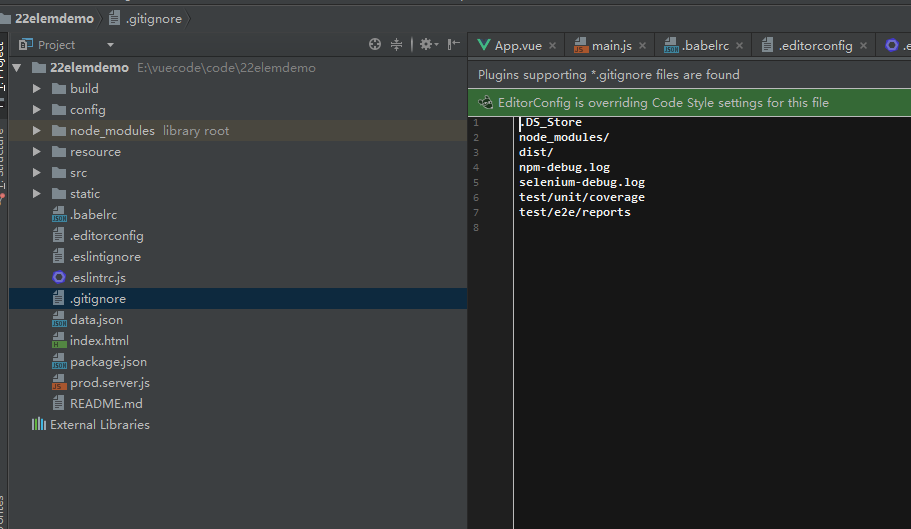 22elemdemo
.gitignore
Project
App.vue
main.js
.babelrc
.editorconfig
22elemdemo E:\vuecode\code\22elemdemo
build
config
node_modules library root
resource
src
static
.babelrc
.editorconfig
.eslintignore
.eslintrc.js
.gitignore
data.json
index.html
package.json
prod.server.js
README.md
External Libraries
Plugins supporting *.gitignore files are found
EditorConfig is overriding Code Style settings for this file
1 .DS_Store
2 node_modules/
3 dist/
4 npm-debug.log
5 selenium-debug.log
6 test/unit/coverage
7 test/e2e/reports
8